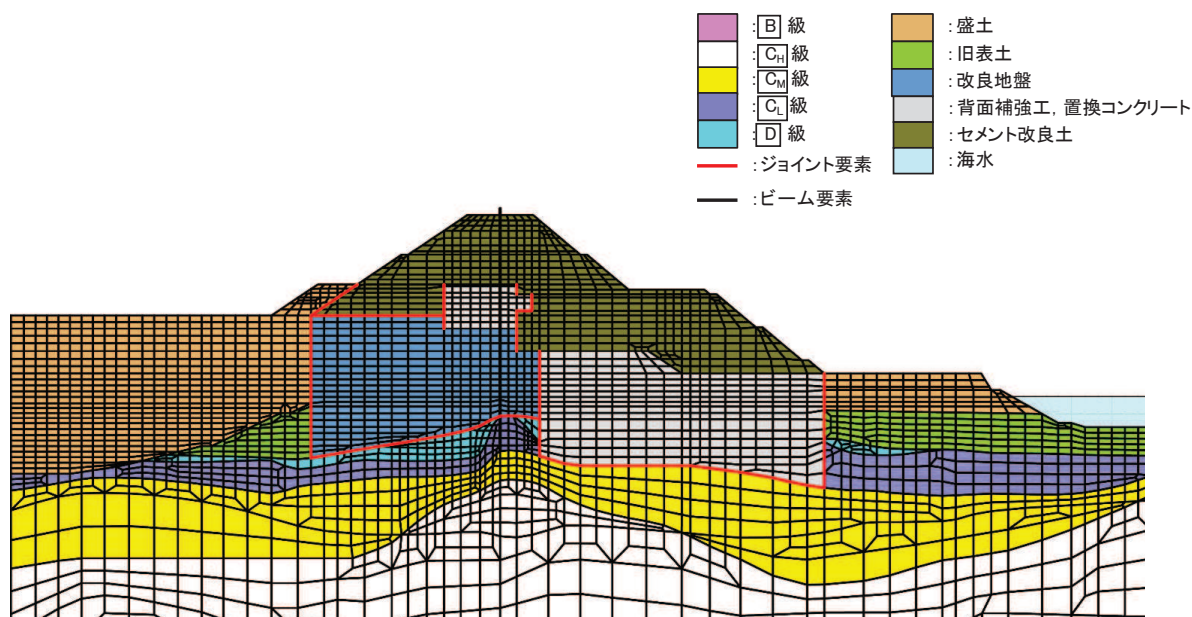 :B 級
:CH級
:CM級
:CL級
:D 級
:ジョイント要素
:ビーム要素
:盛土
:旧表土
:改良地盤
:背面補強工, 置換コンクリート
:セメント改良土
:海水